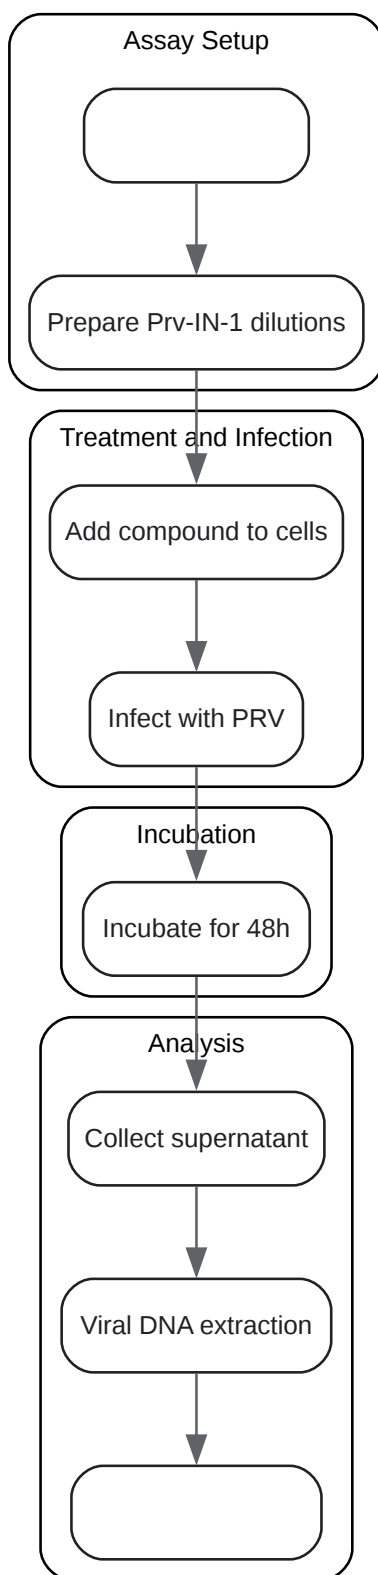 Assay Setup
Prepare Prv-IN-1 dilutions
Treatment and Infection
Add compound to cells
Infect with PRV
Incubation
Incubate for 48h
Analysis
Collect supernatant
Viral DNA extraction